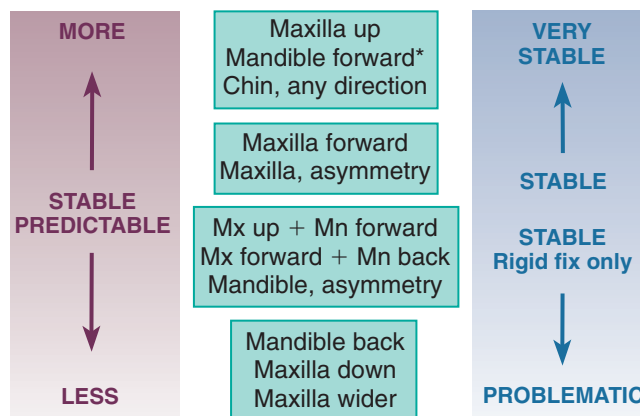 MORE
STABLE
PREDICTABLE
LESS
Maxilla up
Mandible forward*
Chin, any direction
Maxilla forward
Maxilla, asymmetry
Mx up + Mn forward
Mx forward + Mn back
Mandible, asymmetry
Mandible back
Maxilla down
Maxilla wider
VERY
STABLE
STABLE
STABLE
Rigid fix only
PROBLEMATIC